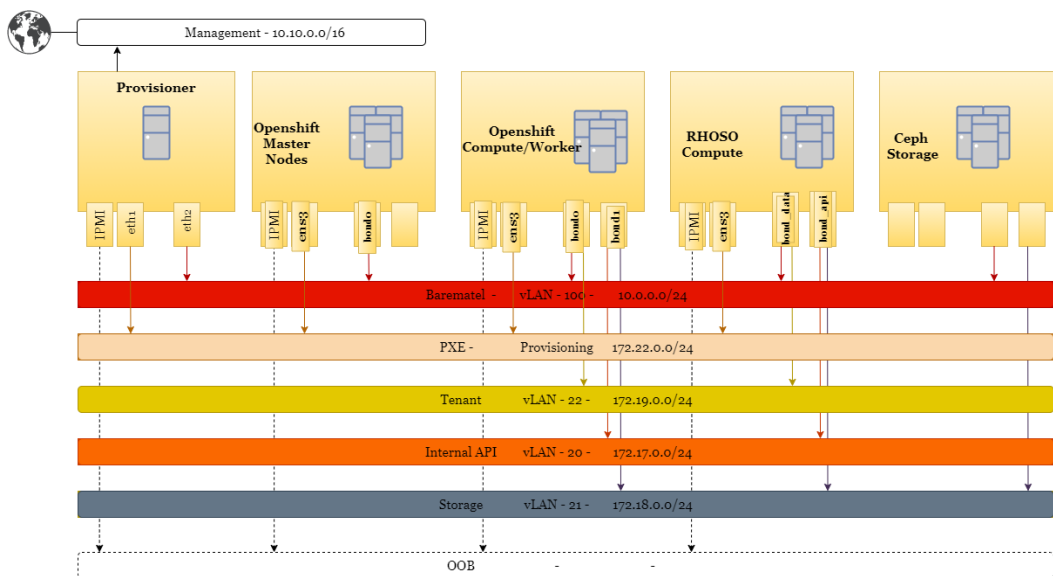 Management - 10.10.0.0/16
Provisioner
Openshift
Master
Nodes
Openshift
Compute/Worker
RHOSO
Compute
Ceph
Storage
IPMI
eth1
eth2
IPMI
ens3
bond0
IPMI
ens3
bond0
bond1
IPMI
ens3
bond_data
bond_api
Barematel - vLAN - 100 - 10.0.0.0/24
PXE - Provisioning 172.22.0.0/24
Tenant vLAN - 22 - 172.19.0.0/24
Internal API vLAN - 20 - 172.17.0.0/24
Storage vLAN - 21 - 172.18.0.0/24
OOB - -